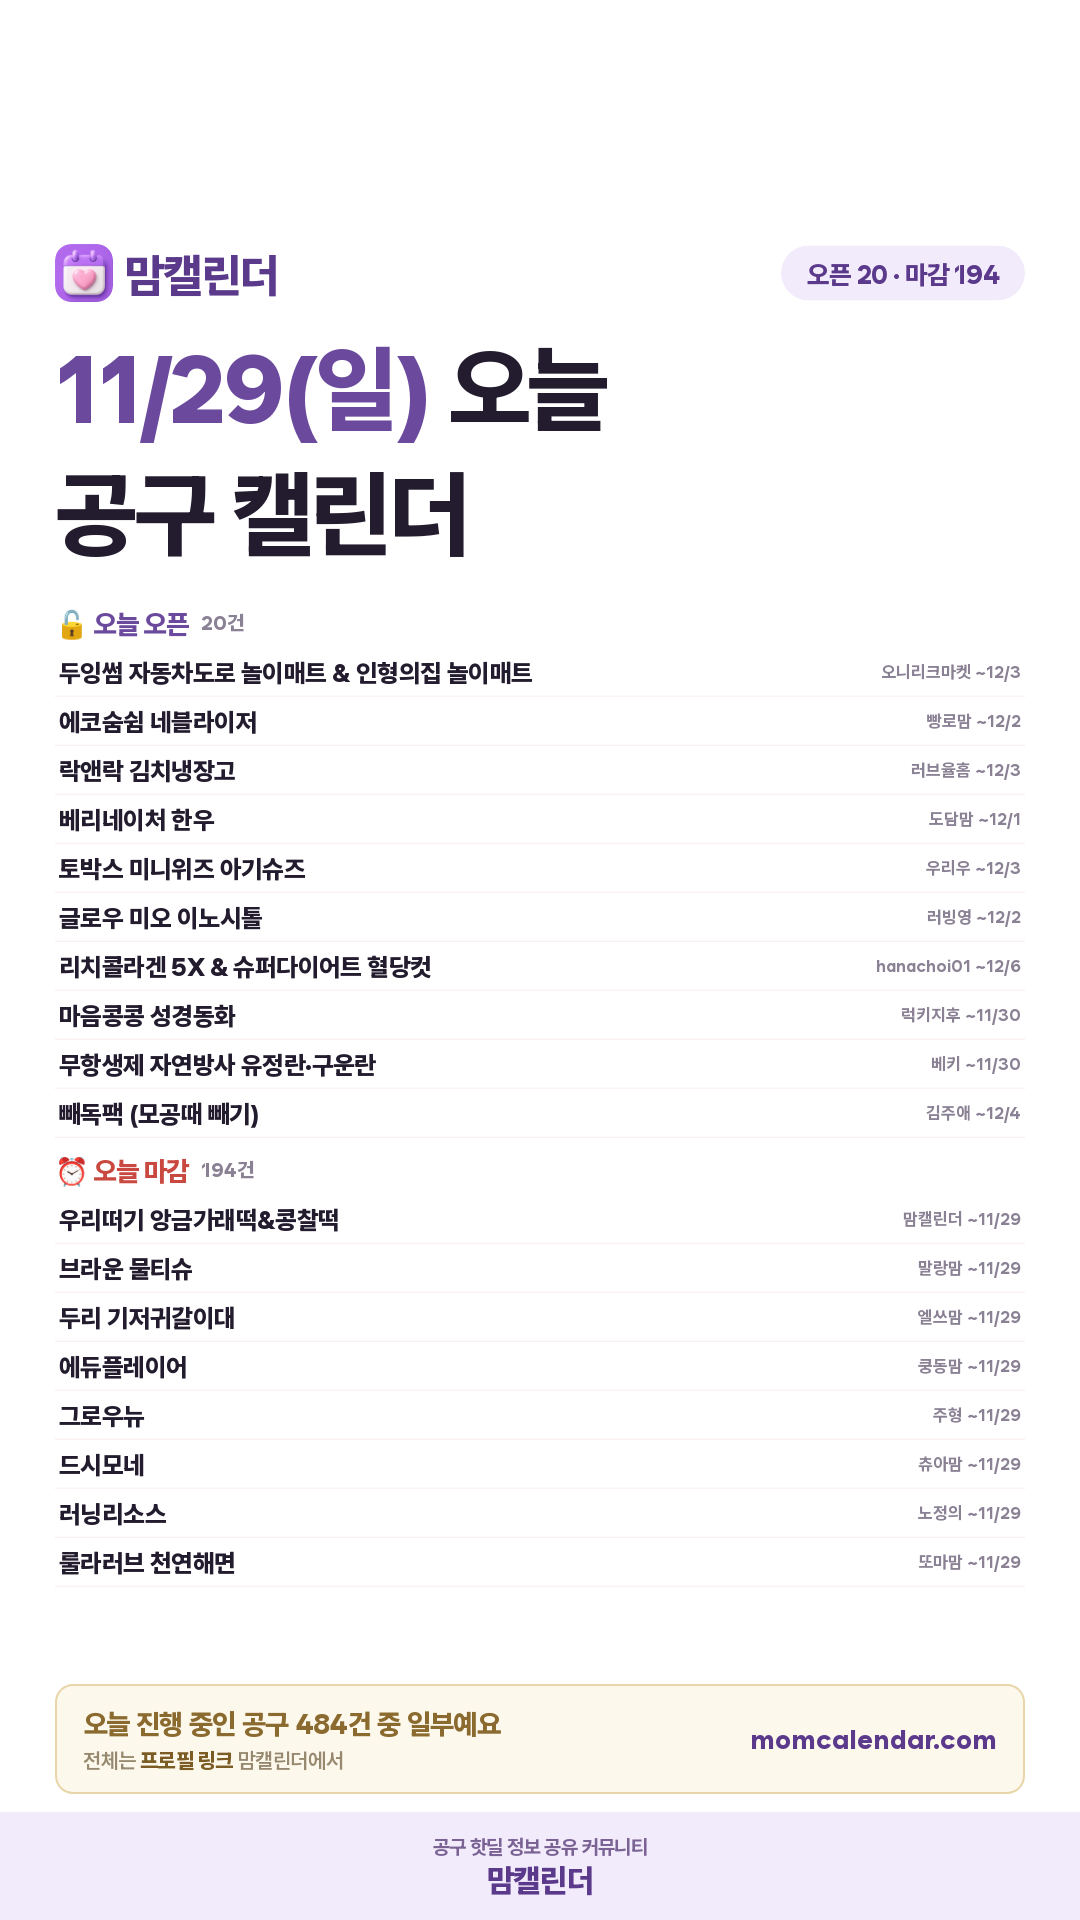 맘캘린더
오픈 20 · 마감 194
11/29(일) 오늘
공구 캘린더
🔓 오늘 오픈 20건
두잉썸 자동차도로 놀이매트 & 인형의집 놀이매트 오니리크마켓 ~12/3
에코숨쉼 네블라이저 빵로맘 ~12/2
락앤락 김치냉장고 러브율홈 ~12/3
베리네이처 한우 도담맘 ~12/1
토박스 미니위즈 아기슈즈 우리우 ~12/3
글로우 미오 이노시톨 러빙영 ~12/2
리치콜라겐 5X & 슈퍼다이어트 혈당컷 hanachoi01 ~12/6
마음콩콩 성경동화 럭키지후 ~11/30
무항생제 자연방사 유정란·구운란 베키 ~11/30
빼독팩 (모공때 빼기) 김주애 ~12/4
⏰ 오늘 마감 194건
우리떠기 앙금가래떡&콩찰떡 맘캘린더 ~11/29
브라운 물티슈 말랑맘 ~11/29
두리 기저귀갈이대 엘쓰맘 ~11/29
에듀플레이어 쿵동맘 ~11/29
그로우뉴 주형 ~11/29
드시모네 츄아맘 ~11/29
러닝리소스 노정의 ~11/29
룰라러브 천연해면 또마맘 ~11/29
오늘 진행 중인 공구 484건 중 일부예요
전체는 프로필 링크 맘캘린더에서
momcalendar.com
공구 핫딜 정보 공유 커뮤니티
맘캘린더